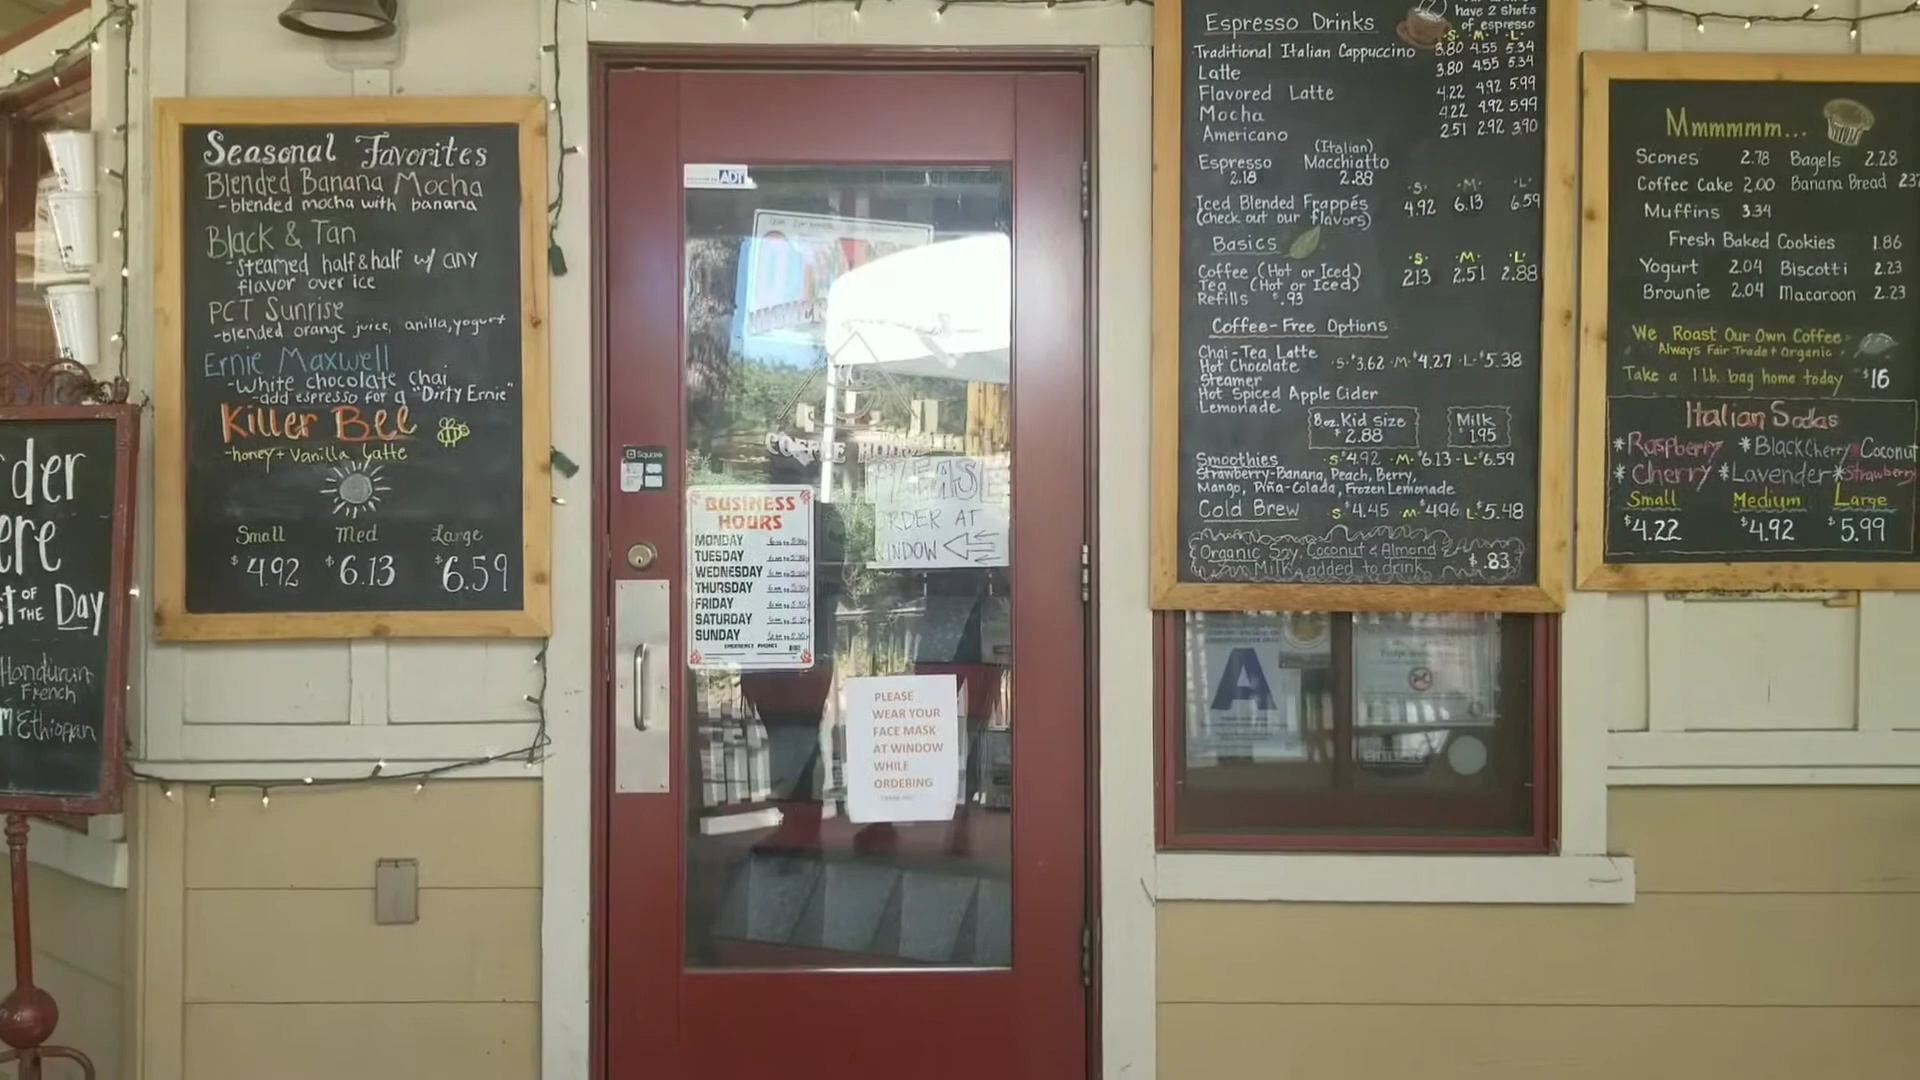 Seasonal Favorites
Blended Banana Mocha
-blended mocha with banana
Black & Tan
-steamed half & half w/ any
flavor over ice
PCT Sunrise
-blended orange juice, anilla, yogurt
Ernie Maxwell
-white chocolate chai
-add espresso for a "Dirty Ernie"
Killer Bee
-honey + Vanilla Latte
Small Med Large
$4.92 $6.13 $6.59
der
ere
of the Day
Honduran
French
Ethiopian
ADT
Square
COFFEE HOUSE
PLEASE
ORDER AT
WINDOW
BUSINESS
HOURS
MONDAY
TUESDAY
WEDNESDAY
THURSDAY
FRIDAY
SATURDAY
SUNDAY
EMERGENCY PHONE:
PLEASE
WEAR YOUR
FACE MASK
AT WINDOW
WHILE
ORDERING
have 2 shots
of espresso
Espresso Drinks
·S· ·M· ·L·
Traditional Italian Cappuccino 3.80 4.55 5.34
Latte 3.80 4.55 5.34
Flavored Latte 4.22 4.92 5.99
Mocha 4.22 4.92 5.99
Americano 2.51 2.92 3.90
(Italian)
Espresso Macchiatto
2.18 2.88
·S· ·M· ·L·
Iced Blended Frappés 4.92 6.13 6.59
(check out our flavors)
Basics
·S· ·M· ·L·
Coffee (Hot or Iced) 2.13 2.51 2.88
Tea (Hot or Iced)
Refills $.93
Coffee-Free Options
Chai-Tea Latte
Hot Chocolate ·S·$3.62 ·M·$4.27 ·L·$5.38
Steamer
Hot Spiced Apple Cider
Lemonade
8oz. Kid Size Milk
$2.88 $1.95
Smoothies ·S·$4.92 ·M·$6.13 ·L·$6.59
Strawberry-Banana, Peach, Berry,
Mango, Piña-Colada, Frozen Lemonade
Cold Brew S$4.45 M$4.96 L$5.48
Organic Soy, Coconut & Almond
Milk added to drink $.83
A
Mmmmmm...
Scones 2.78 Bagels 2.28
Coffee Cake 2.00 Banana Bread 2.37
Muffins 3.34
Fresh Baked Cookies 1.86
Yogurt 2.04 Biscotti 2.23
Brownie 2.04 Macaroon 2.23
We Roast Our Own Coffee
Always Fair Trade + Organic
Take a 1 lb. bag home today $16
Italian Sodas
*Raspberry *Black Cherry Coconut
*Cherry *Lavender *Strawberry
Small Medium Large
$4.22 $4.92 $5.99